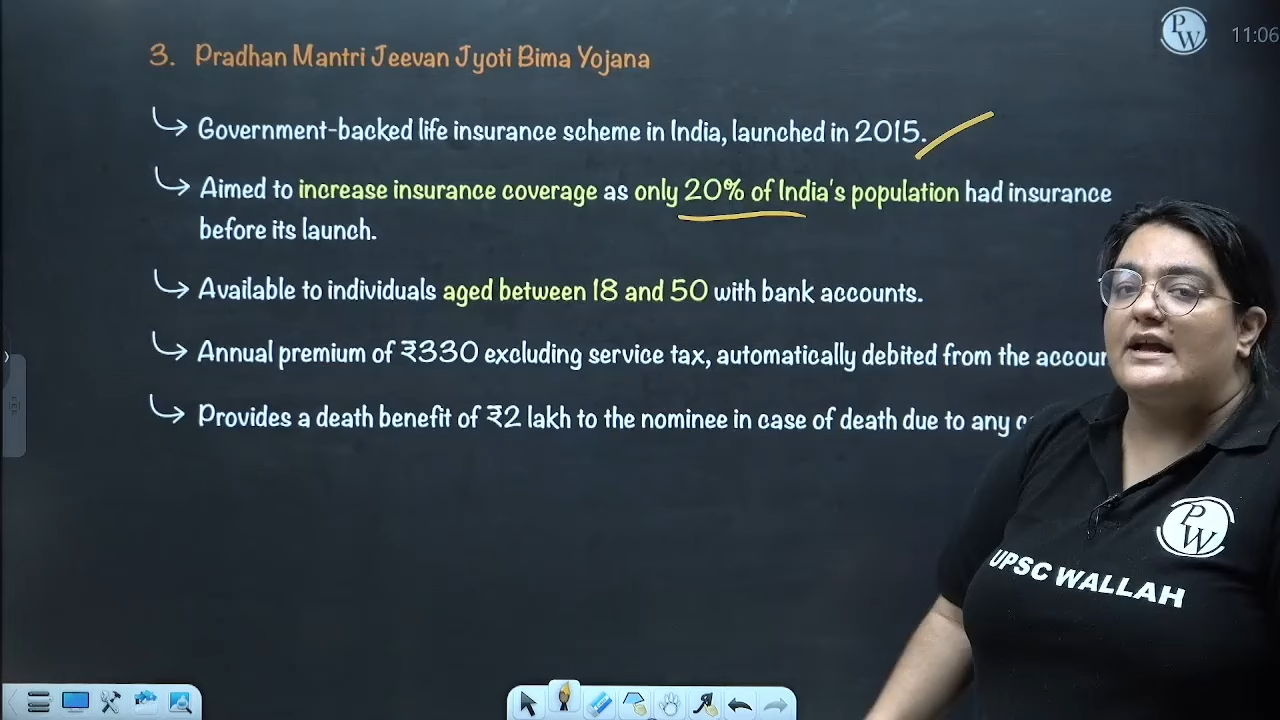 3. Pradhan Mantri Jeevan Jyoti Bima Yojana
PW
11:06
Government-backed life insurance scheme in India, launched in 2015.
Aimed to increase insurance coverage as only 20% of India's population had insurance
before its launch.
Available to individuals aged between 18 and 50 with bank accounts.
Annual premium of ₹330 excluding service tax, automatically debited from the
Provides a death benefit of ₹2 lakh to the nominee in case of death due to any
PW
UPSC WALLAH